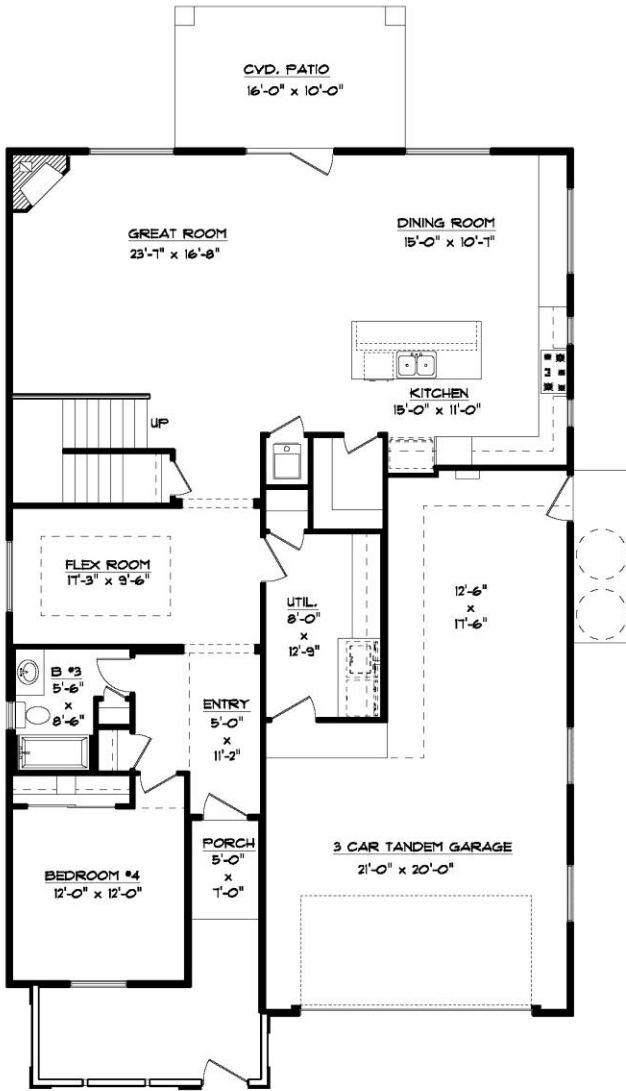 CVD. PATIO
16'-0" x 10'-0"
GREAT ROOM
23'-7" x 16'-8"
DINING ROOM
15'-0" x 10'-7"
KITCHEN
15'-0" x 11'-0"
UP
FLEX ROOM
17'-3" x 9'-6"
UTIL.
8'-0"
x
12'-9"
12'-6"
x
17'-6"
B #3
5'-6"
x
8'-6"
ENTRY
5'-0"
x
11'-2"
PORCH
5'-0"
x
7'-0"
3 CAR TANDEM GARAGE
21'-0" x 20'-0"
BEDROOM #4
12'-0" x 12'-0"